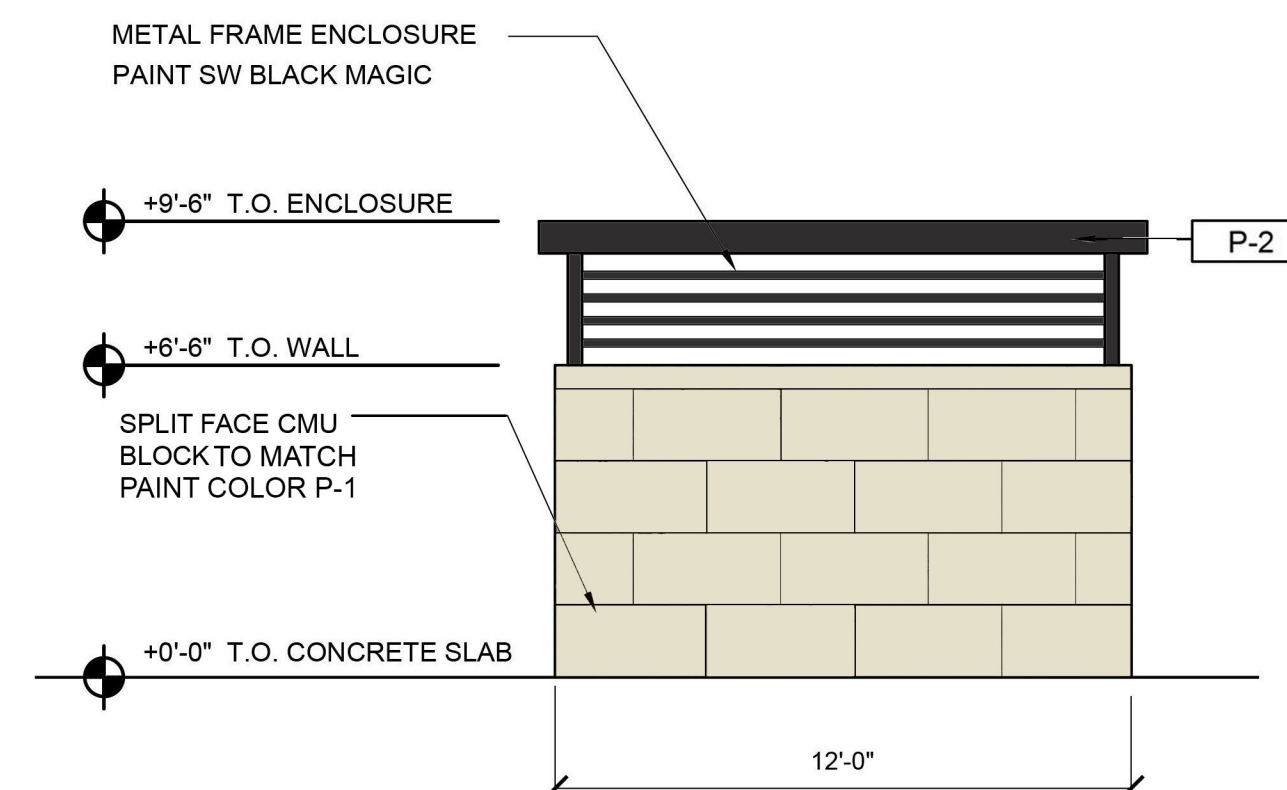 METAL FRAME ENCLOSURE
PAINT SW BLACK MAGIC
+9'-6" T.O. ENCLOSURE
P-2
+6'-6" T.O. WALL
SPLIT FACE CMU
BLOCK TO MATCH
PAINT COLOR P-1
+0'-0" T.O. CONCRETE SLAB
12'-0"